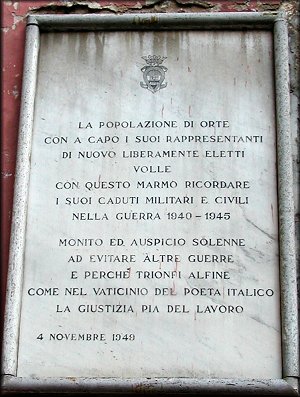 LA POPOLAZIONE DI ORTE
CON A CAPO I SUOI RAPPRESENTANTI
DI NUOVO LIBERAMENTE ELETTI
VOLLE
CON QUESTO MARMO RICORDARE
I SUOI CADUTI MILITARI E CIVILI
NELLA GUERRA 1940-1945
MONITO ED AUSPICIO SOLENNE
AD EVITARE ALTRE GUERRE
E PERCHÈ TRIONFI ALFINE
COME NEL VATICINIO DEL POETA ITALICO
LA GIUSTIZIA PIA DEL LAVORO
4 NOVEMBRE 1949